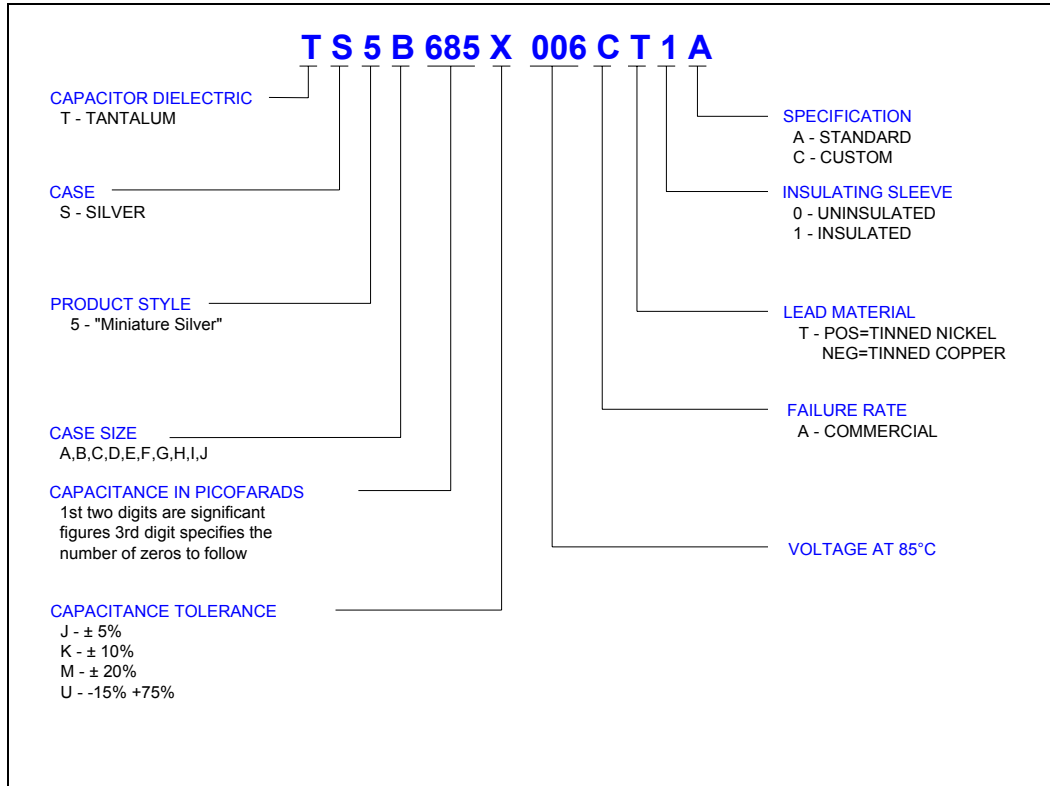 T S 5 B 685 X 006 C T 1 A
CAPACITOR DIELECTRIC
T - TANTALUM
CASE
S - SILVER
PRODUCT STYLE
5 - "Miniature Silver"
CASE SIZE
A,B,C,D,E,F,G,H,I,J
CAPACITANCE IN PICOFARADS
1st two digits are significant
figures 3rd digit specifies the
number of zeros to follow
CAPACITANCE TOLERANCE
J - ± 5%
K - ± 10%
M - ± 20%
U - -15% +75%
SPECIFICATION
A - STANDARD
C - CUSTOM
INSULATING SLEEVE
0 - UNINSULATED
1 - INSULATED
LEAD MATERIAL
T - POS=TINNED NICKEL
NEG=TINNED COPPER
FAILURE RATE
A - COMMERCIAL
VOLTAGE AT 85°C